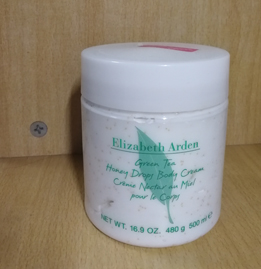 Elizabeth Arden
Green Tea
Honey Drops Body Cream
Crème Nectar au Miel
pour le Corps
NET WT. 16.9 OZ. 480 g 500 ml e